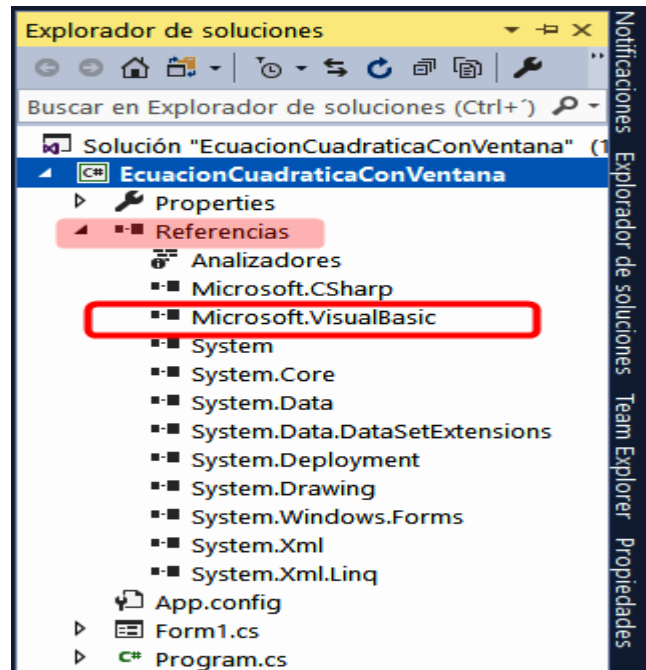 Explorador de soluciones
Buscar en Explorador de soluciones (Ctrl+´)
Solución "EcuacionCuadraticaConVentana" (1
C# EcuacionCuadraticaConVentana
Properties
Referencias
Analizadores
Microsoft.CSharp
Microsoft.VisualBasic
System
System.Core
System.Data
System.Data.DataSetExtensions
System.Deployment
System.Drawing
System.Windows.Forms
System.Xml
System.Xml.Linq
App.config
Form1.cs
C# Program.cs
Notificaciones
Explorador de soluciones
Team Explorer
Propiedades